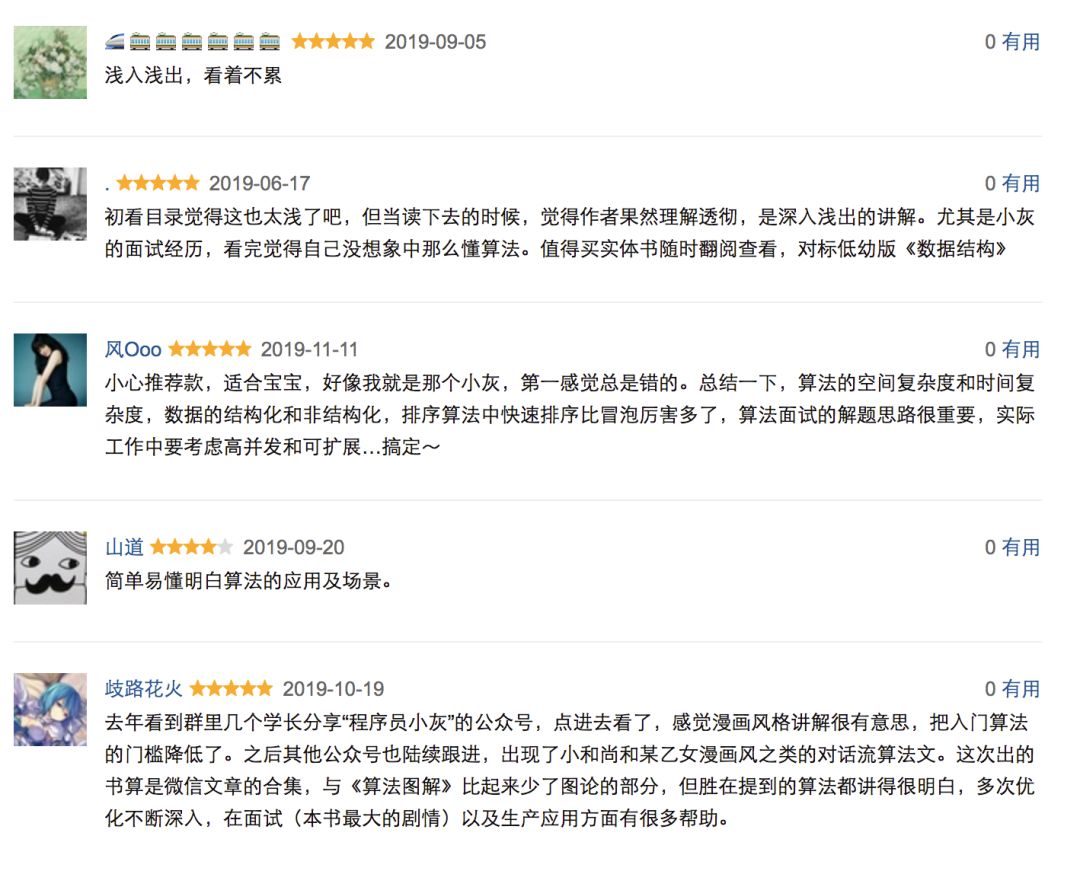 🚄🚋🚋🚋🚋🚋🚋 ★★★★★ 2019-09-05 0 有用
浅入浅出，看着不累
. ★★★★★ 2019-06-17 0 有用
初看目录觉得这也太浅了吧，但当读下去的时候，觉得作者果然理解透彻，是深入浅出的讲解。尤其是小灰
的面试经历，看完觉得自己没想象中那么懂算法。值得买实体书随时翻阅查看，对标低幼版《数据结构》
风Ooo ★★★★★ 2019-11-11 0 有用
小心推荐款，适合宝宝，好像我就是那个小灰，第一感觉总是错的。总结一下，算法的空间复杂度和时间复
杂度，数据的结构化和非结构化，排序算法中快速排序比冒泡厉害多了，算法面试的解题思路很重要，实际
工作中要考虑高并发和可扩展…搞定～
山道 ★★★★★ 2019-09-20 0 有用
简单易懂明白算法的应用及场景。
歧路花火 ★★★★★ 2019-10-19 0 有用
去年看到群里几个学长分享“程序员小灰”的公众号，点进去看了，感觉漫画风格讲解很有意思，把入门算法
的门槛降低了。之后其他公众号也陆续跟进，出现了小和尚和某乙女漫画风之类的对话流算法文。这次出的
书算是微信文章的合集，与《算法图解》比起来少了图论的部分，但胜在提到的算法都讲得很明白，多次优
化不断深入，在面试（本书最大的剧情）以及生产应用方面有很多帮助。